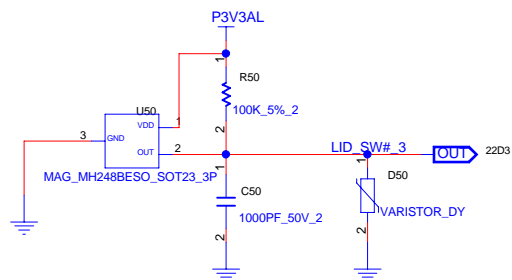 P3V3AL
1
R50
100K_5%_2
2
U50
VDD
1
3
GND
OUT
2
MAG_MH248BESO_SOT23_3P
LID_SW#_3
OUT
22D3
1
C50
1000PF_50V_2
2
1
D50
VARISTOR_DY
2